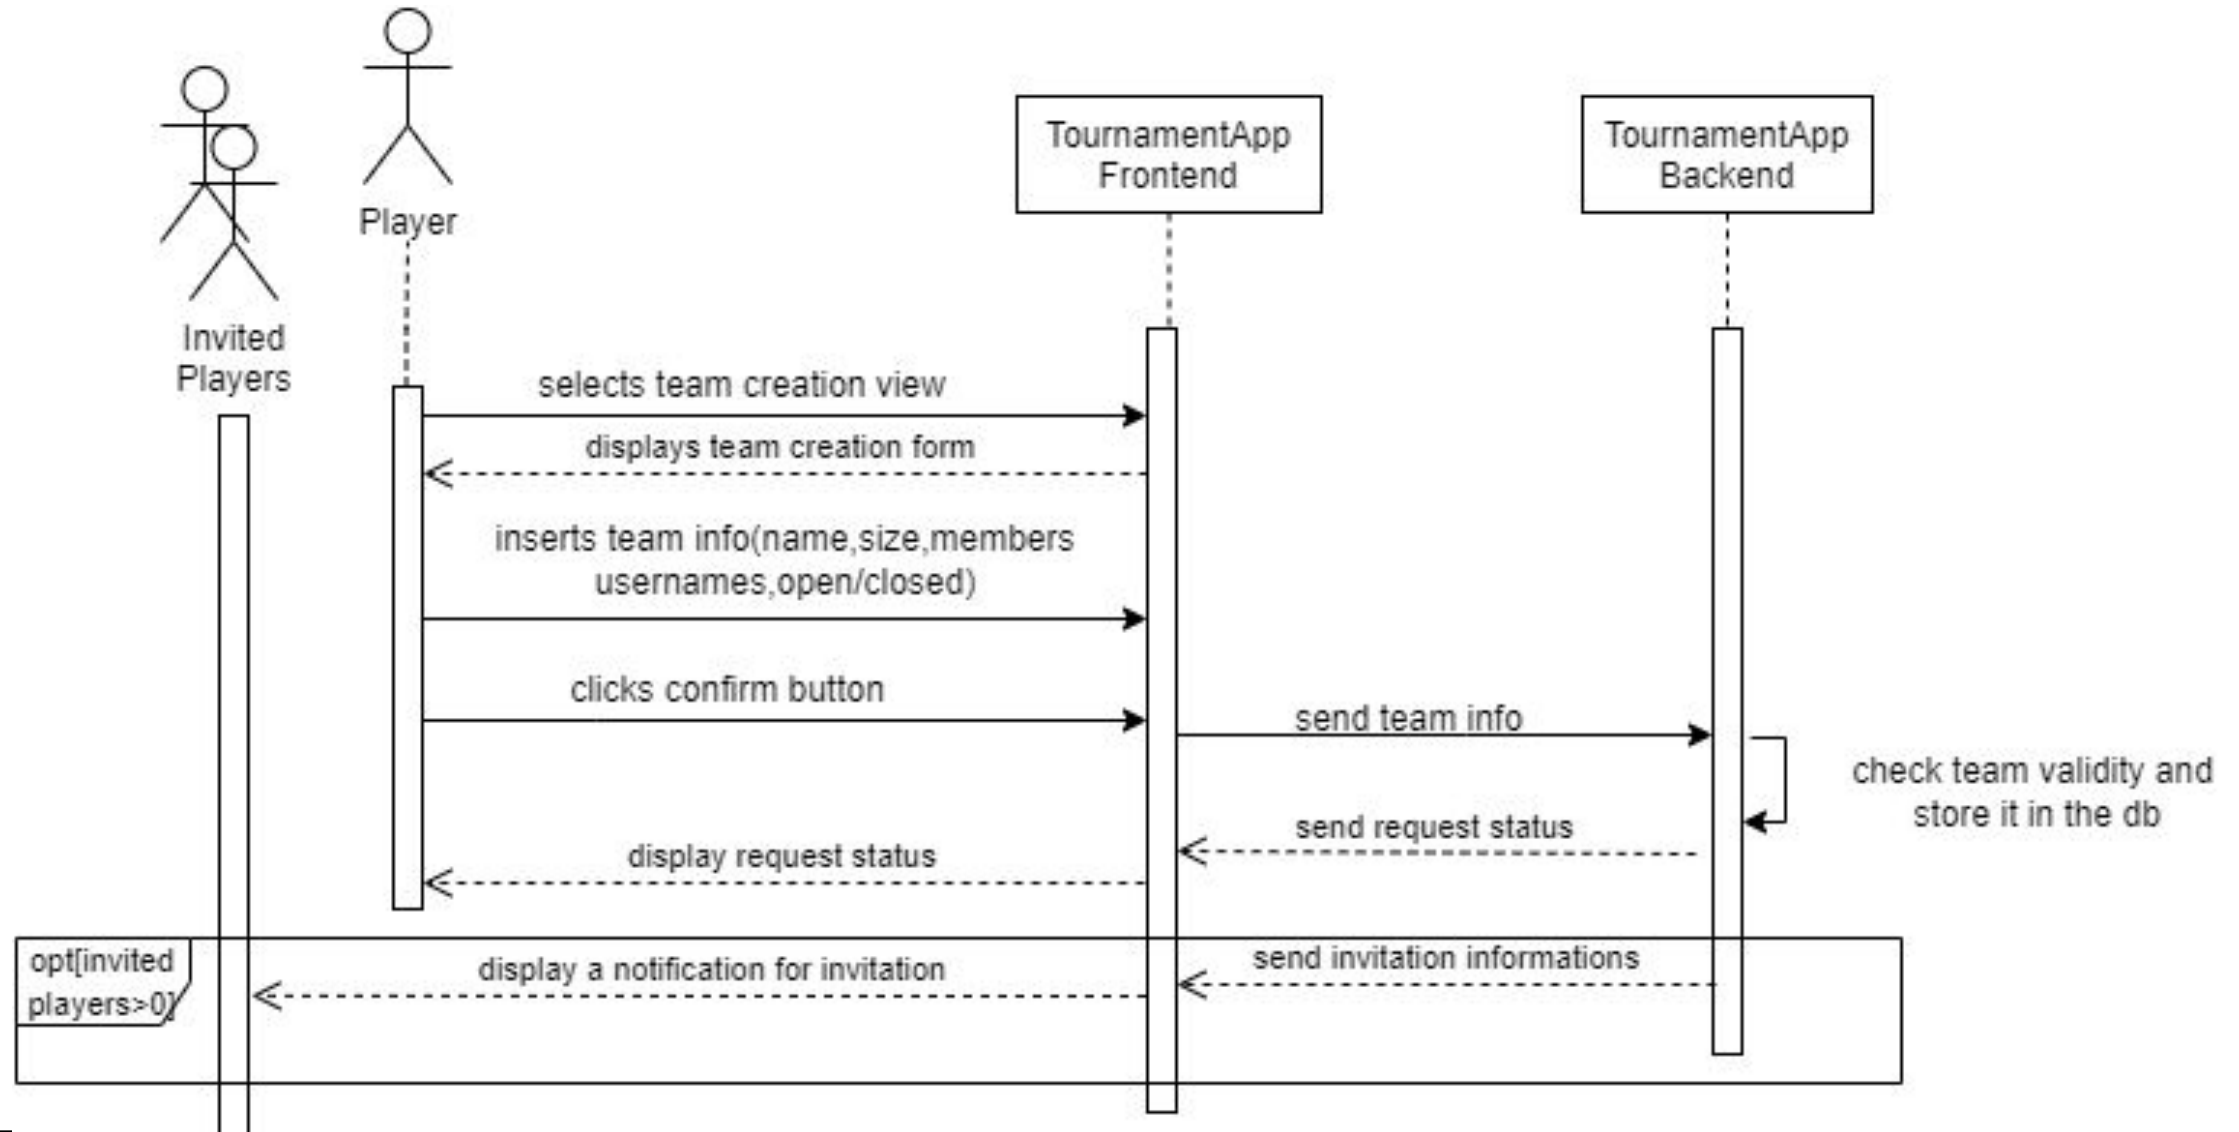 Player
Invited
Players
TournamentApp
Frontend
TournamentApp
Backend
selects team creation view
displays team creation form
inserts team info(name,size,members
usernames,open/closed)
clicks confirm button
send team info
check team validity and
store it in the db
send request status
display request status
opt[invited
players>0]
send invitation informations
display a notification for invitation